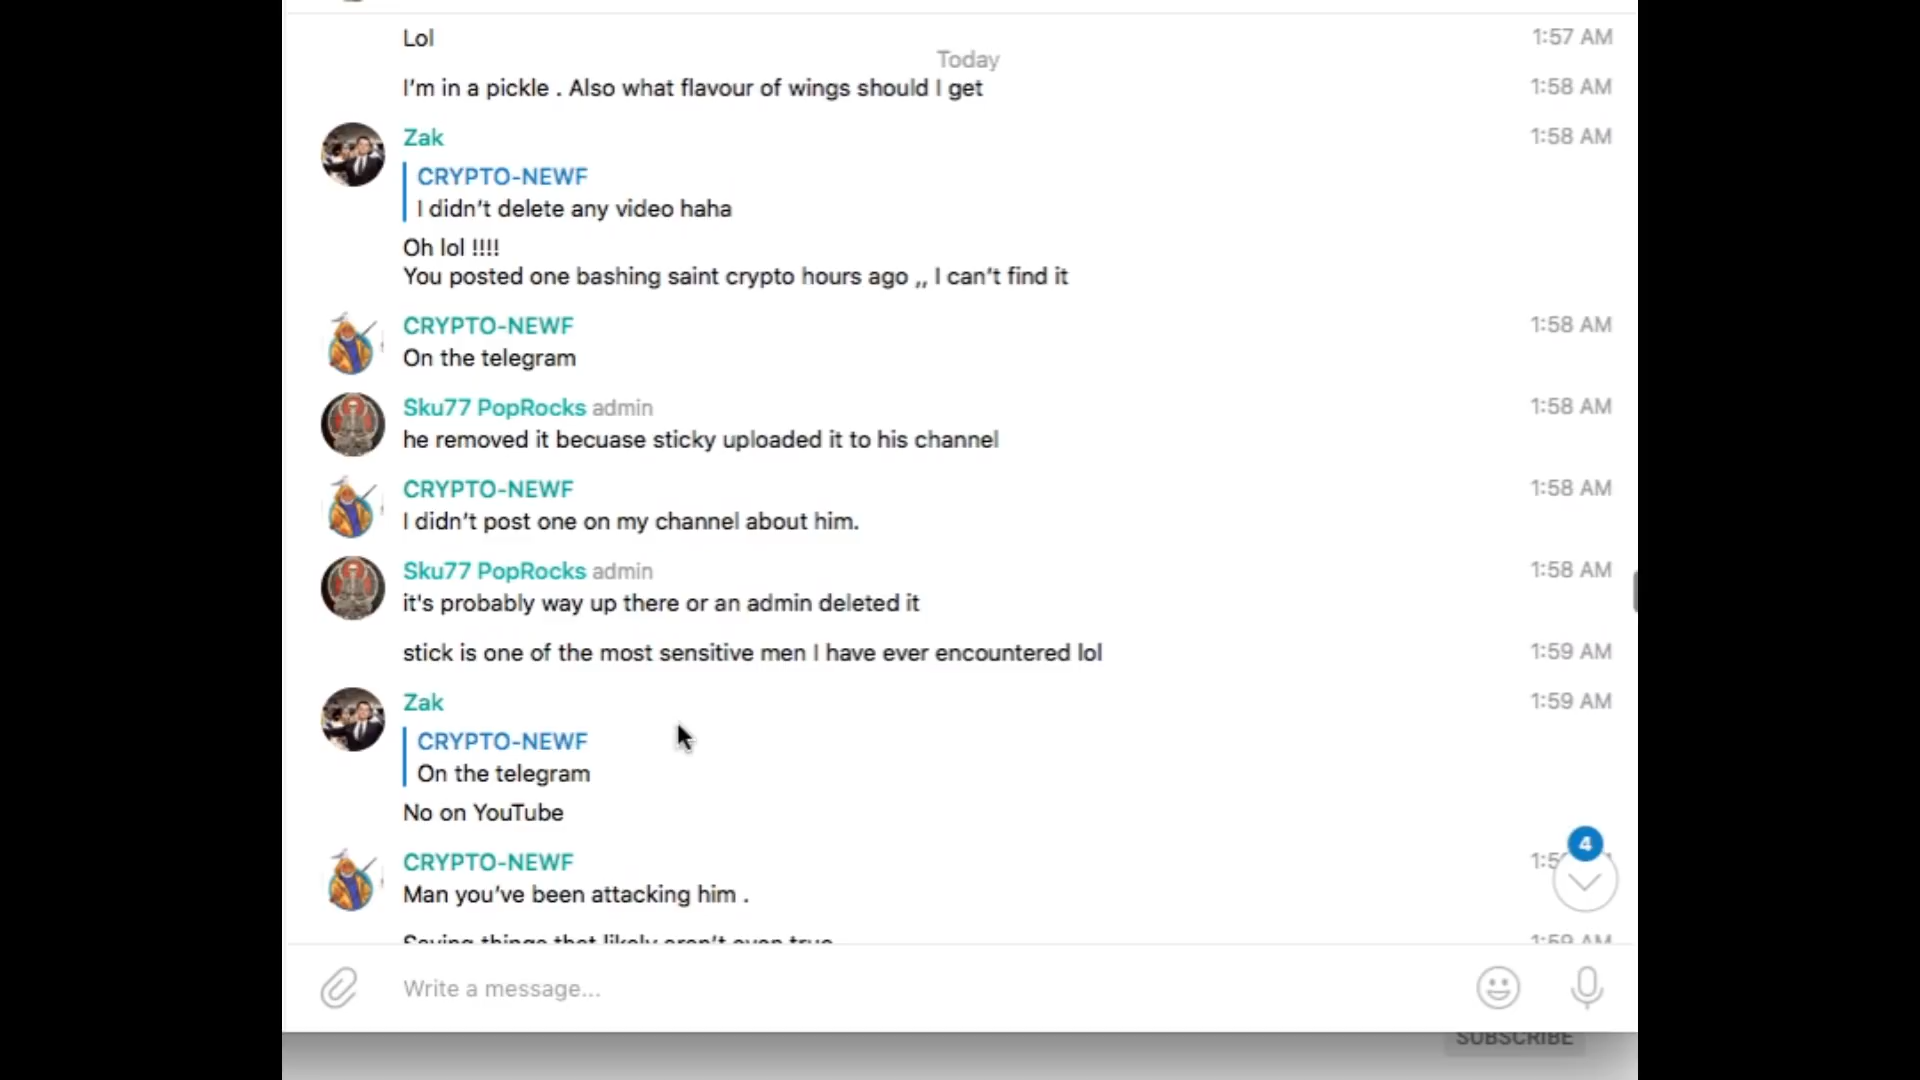 Lol
1:57 AM
Today
I'm in a pickle . Also what flavour of wings should I get
1:58 AM
Zak
1:58 AM
CRYPTO-NEWF
I didn't delete any video haha
Oh lol !!!!
You posted one bashing saint crypto hours ago ,, I can't find it
CRYPTO-NEWF
1:58 AM
On the telegram
Sku77 PopRocks admin
1:58 AM
he removed it becuase sticky uploaded it to his channel
CRYPTO-NEWF
1:58 AM
I didn't post one on my channel about him.
Sku77 PopRocks admin
1:58 AM
it's probably way up there or an admin deleted it
stick is one of the most sensitive men I have ever encountered lol
1:59 AM
Zak
1:59 AM
CRYPTO-NEWF
On the telegram
No on YouTube
4
CRYPTO-NEWF
Man you've been attacking him .
Saying things that likely aren't even true
1:59 AM
Write a message...
SUBSCRIBE